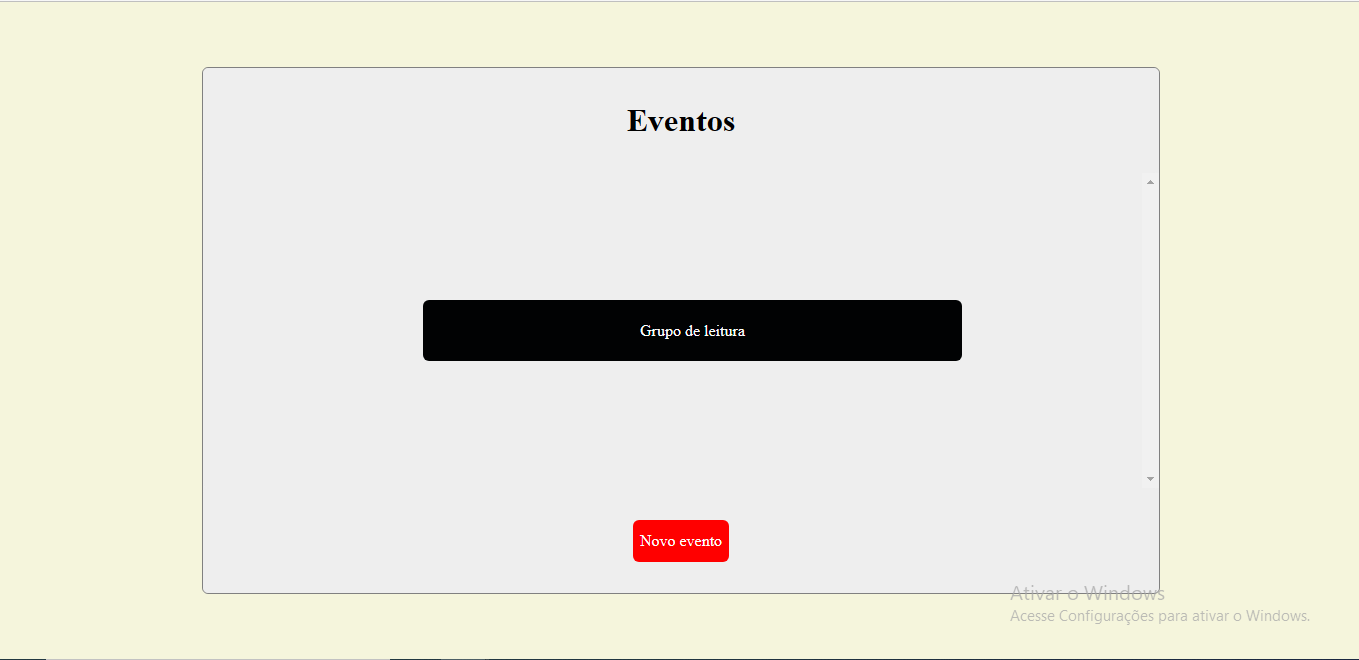 Eventos
Grupo de leitura
Novo evento
Ativar o Windows
Acesse Configurações para ativar o Windows.